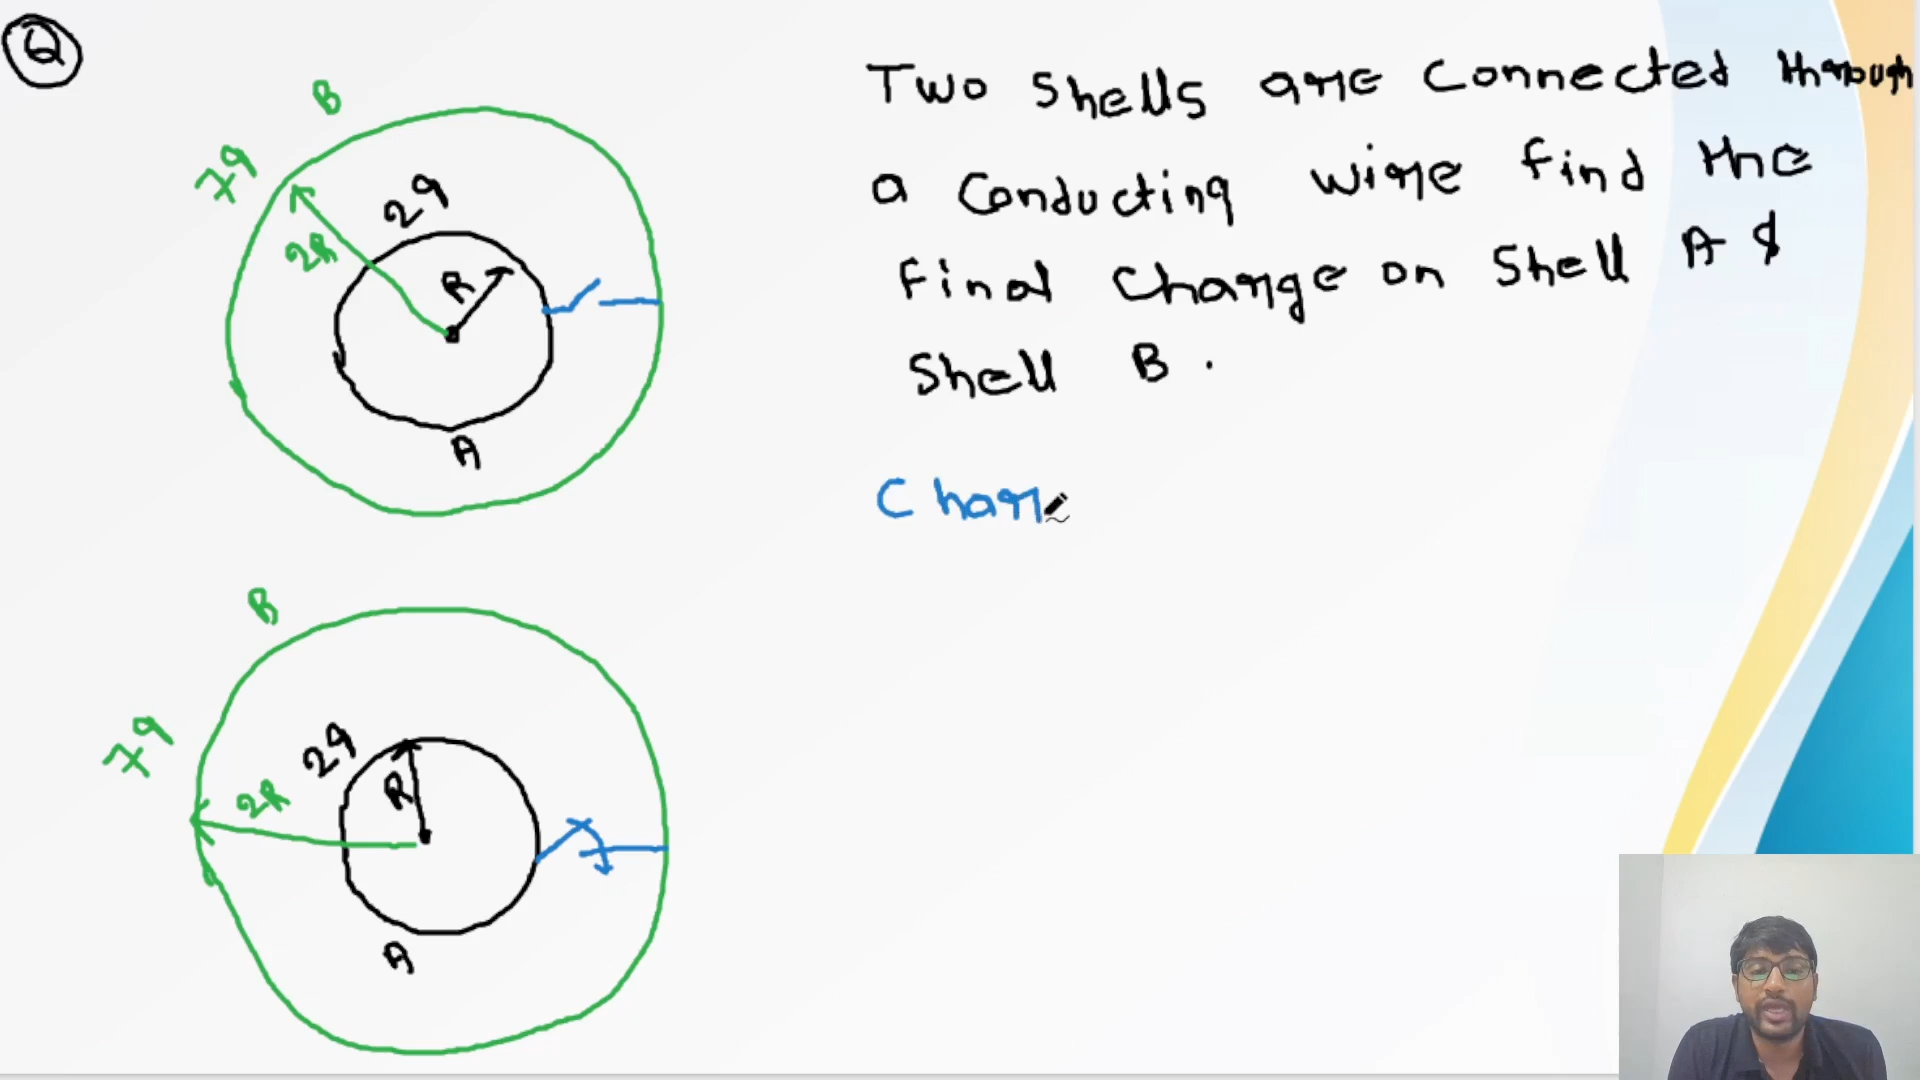 Q
B
7q
2q
2R
R
A
Two shells are connected through
a conducting wire find the
final charge on shell A &
shell B .
Char
B
7q
2q
2R
R
A